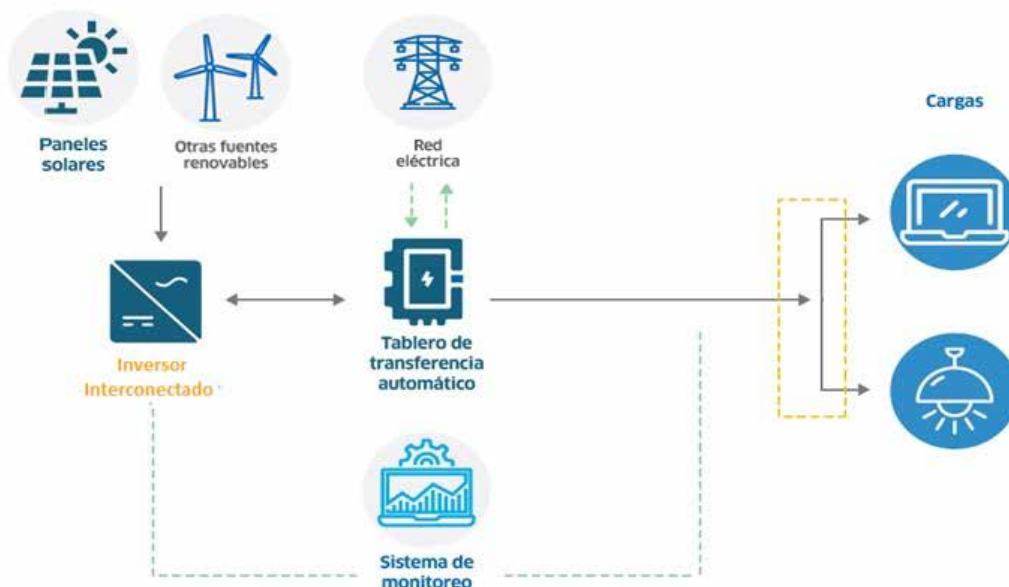 Paneles
solares
Otras fuentes
renovables
Red
eléctrica
Cargas
Inversor
Interconectado
Tablero de
transferencia
automático
Sistema de
monitoreo